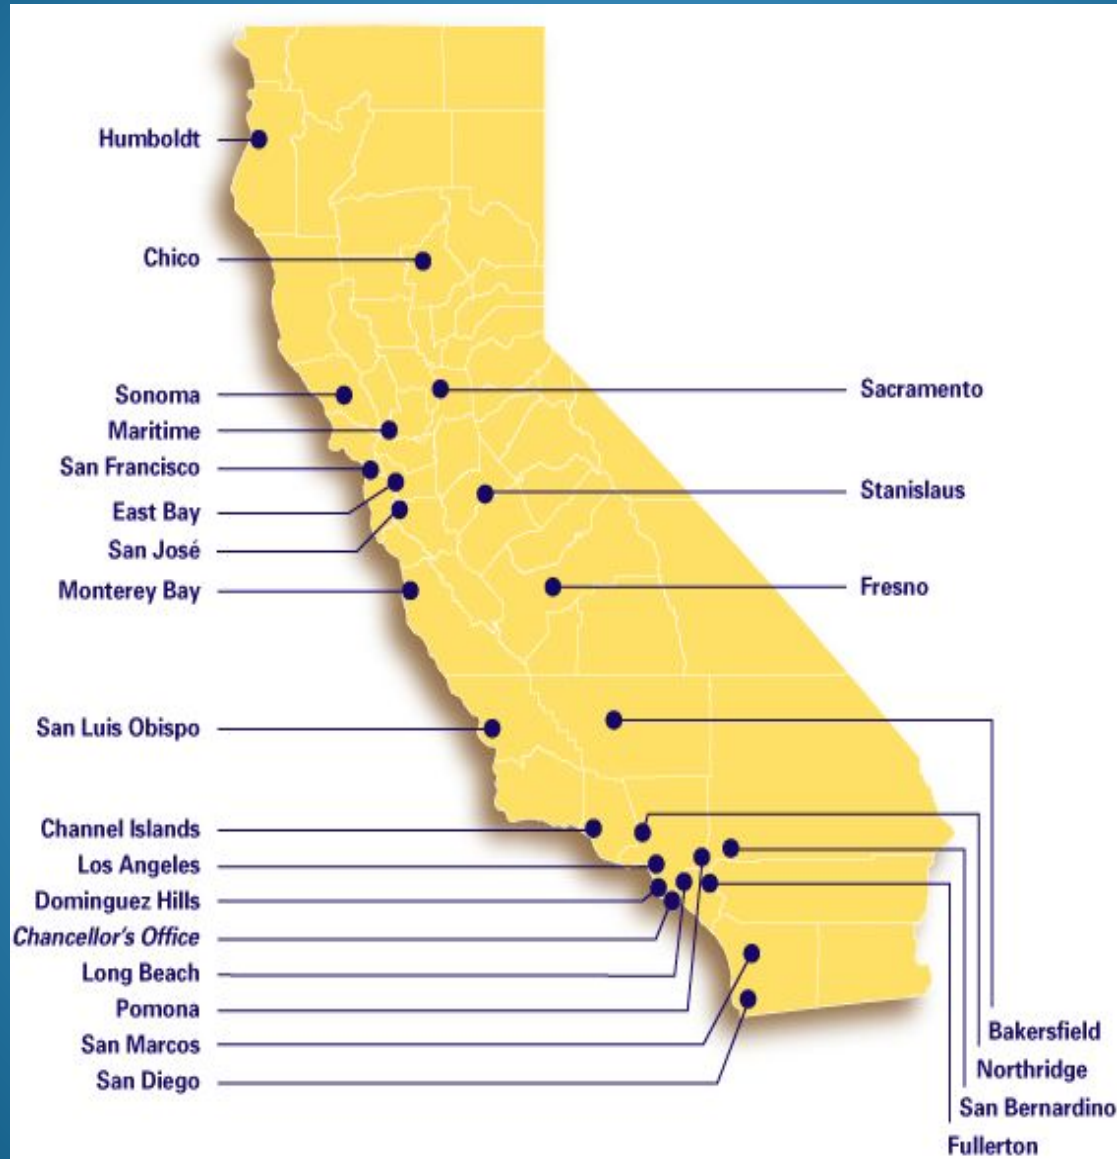 Humboldt
Chico
Sonoma
Maritime
San Francisco
East Bay
San José
Monterey Bay
San Luis Obispo
Channel Islands
Los Angeles
Dominguez Hills
Chancellor's Office
Long Beach
Pomona
San Marcos
San Diego
Sacramento
Stanislaus
Fresno
Bakersfield
Northridge
San Bernardino
Fullerton